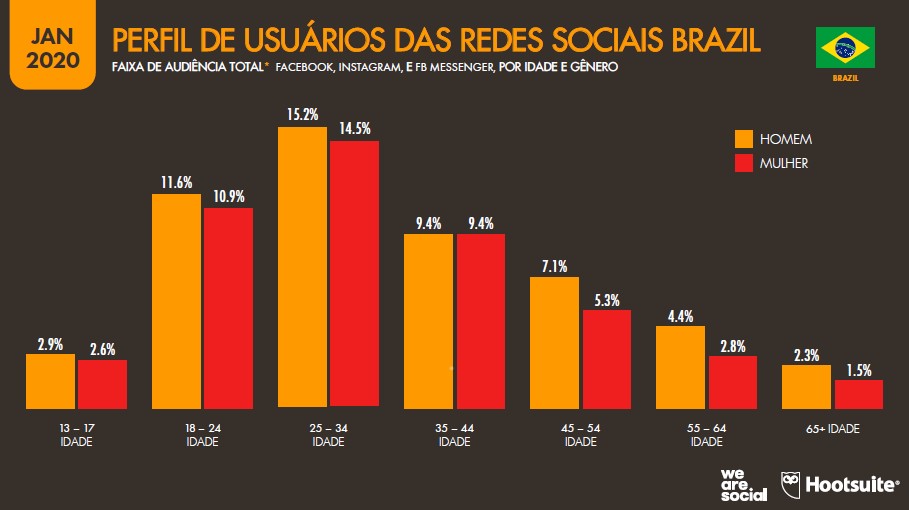 JAN
2020
PERFIL DE USUÁRIOS DAS REDES SOCIAIS BRAZIL
FAIXA DE AUDIÊNCIA TOTAL* FACEBOOK, INSTAGRAM, E FB MESSENGER, POR IDADE E GÊNERO
BRAZIL
HOMEM
MULHER
15.2%
14.5%
11.6%
10.9%
9.4%
9.4%
7.1%
5.3%
4.4%
2.9%
2.6%
2.8%
2.3%
1.5%
13 – 17
IDADE
18 – 24
IDADE
25 – 34
IDADE
35 – 44
IDADE
45 – 54
IDADE
55 – 64
IDADE
65+ IDADE
we
are
social
Hootsuite®